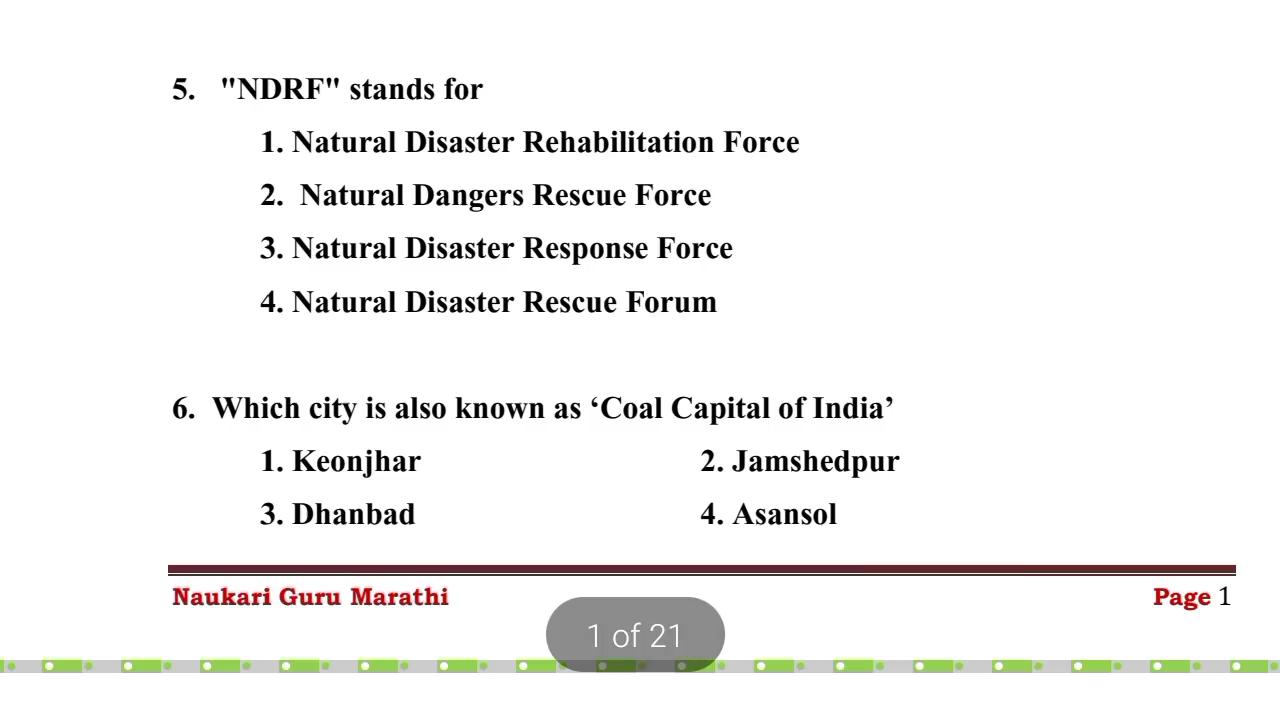 5. "NDRF" stands for
1. Natural Disaster Rehabilitation Force
2. Natural Dangers Rescue Force
3. Natural Disaster Response Force
4. Natural Disaster Rescue Forum
6. Which city is also known as ‘Coal Capital of India’
1. Keonjhar 2. Jamshedpur
3. Dhanbad 4. Asansol
Naukari Guru Marathi Page 1
1 of 21